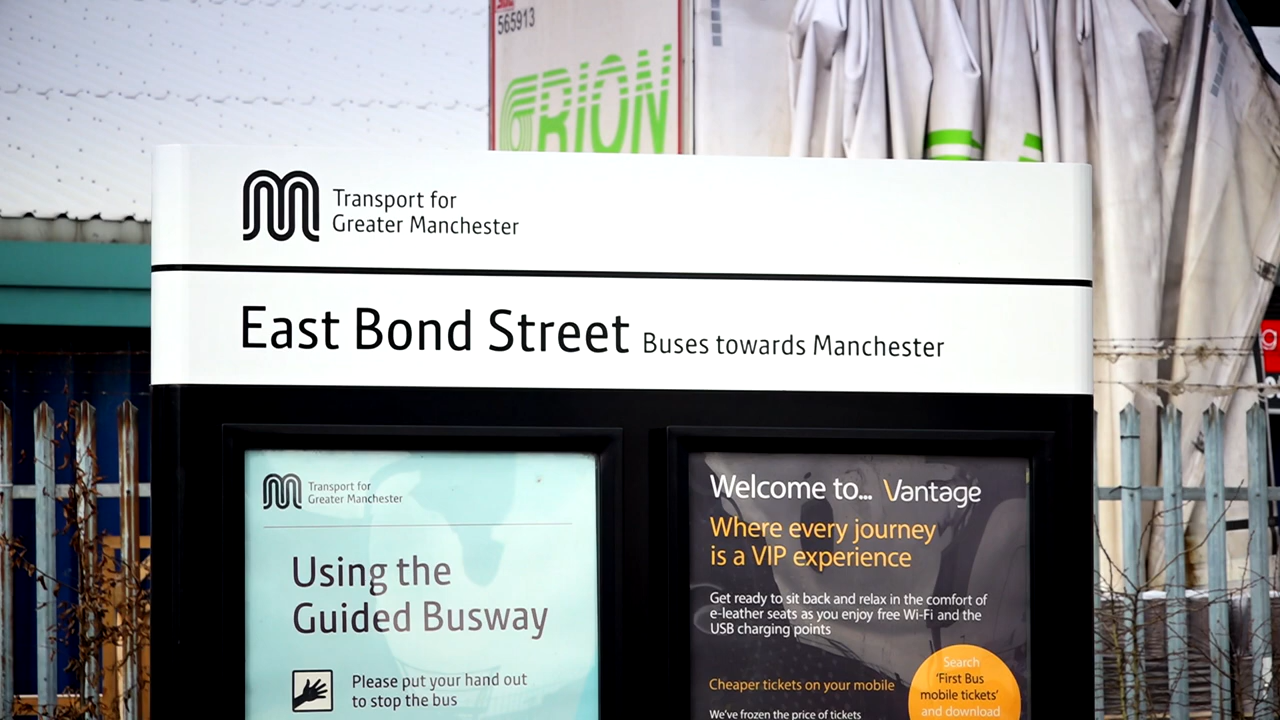 565913
ORION
Transport for
Greater Manchester
East Bond Street Buses towards Manchester
Transport for
Greater Manchester
Using the
Guided Busway
Please put your hand out
to stop the bus
Welcome to... Vantage
Where every journey
is a VIP experience
Get ready to sit back and relax in the comfort of
e-leather seats as you enjoy free Wi-Fi and the
USB charging points
Cheaper tickets on your mobile
We've frozen the price of tickets
Search
'First Bus
mobile tickets'
and download